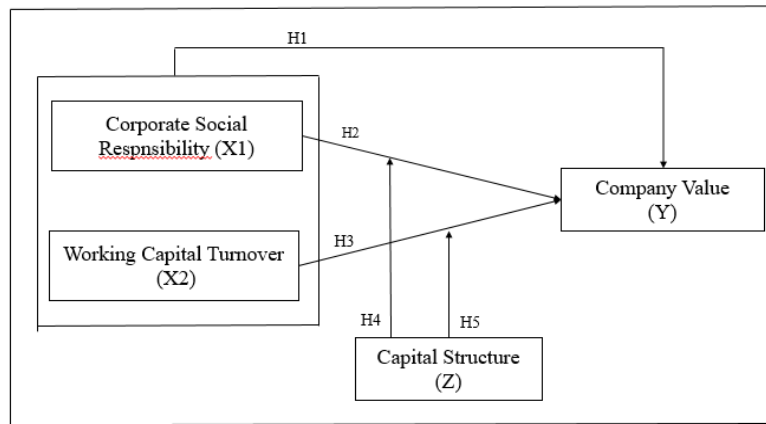 H1
Corporate Social
Respnsibility (X1)
H2
Company Value
(Y)
Working Capital Turnover
(X2)
H3
H4
H5
Capital Structure
(Z)